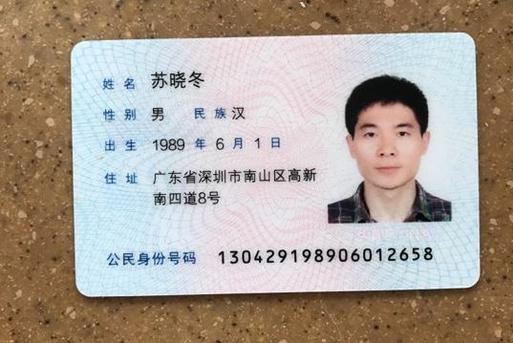 姓名 苏晓冬
性别 男 民族 汉
出生 1989 年 6 月 1 日
住址 广东省深圳市南山区高新
南四道8号
公民身份号码 130429198906012658